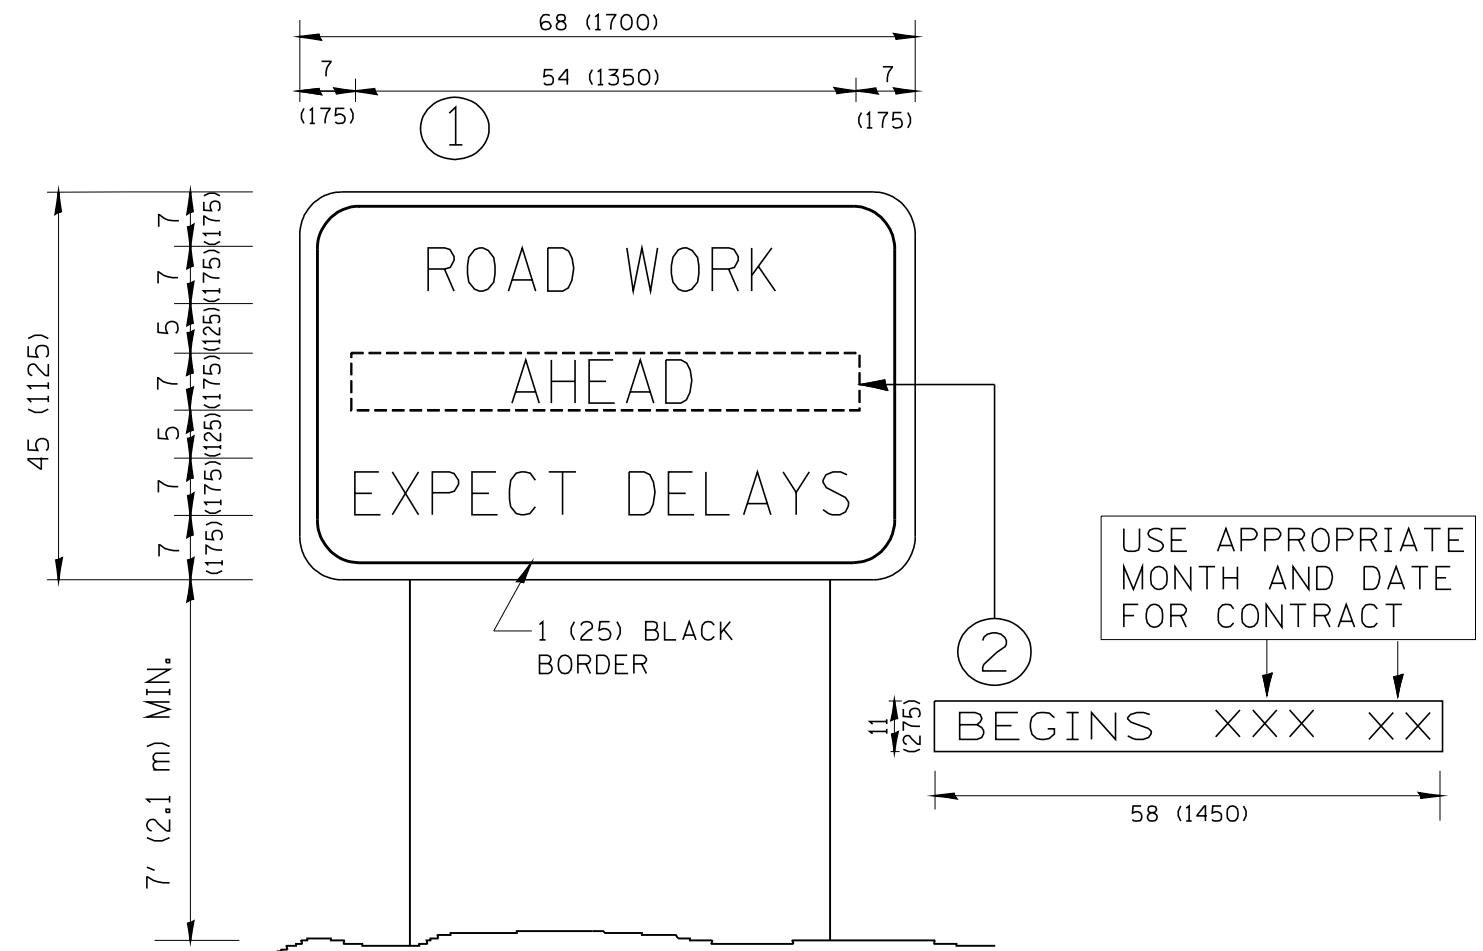 68 (1700)
7
54 (1350)
7
(175)
(175)
1
45 (1125)
7
(175)
7
(175)
5
(125)
7
(175)
5
(125)
7
(175)
7
(175)
ROAD WORK
AHEAD
EXPECT DELAYS
1 (25) BLACK
BORDER
7' (2.1 m) MIN.
2
USE APPROPRIATE
MONTH AND DATE
FOR CONTRACT
11
(275)
BEGINS XXX XX
58 (1450)